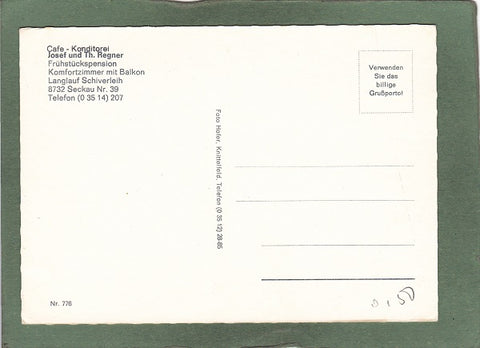 Cafe - Konditorei
Josef und Th. Regner
Frühstückspension
Komfortzimmer mit Balkon
Langlauf Schiverleih
8732 Seckau Nr. 39
Telefon (0 35 14) 207
Verwenden
Sie das
billige
Grußporto!
Foto Hofer, Knittelfeld, Telefon (0 35 12) 28-85
Nr. 776